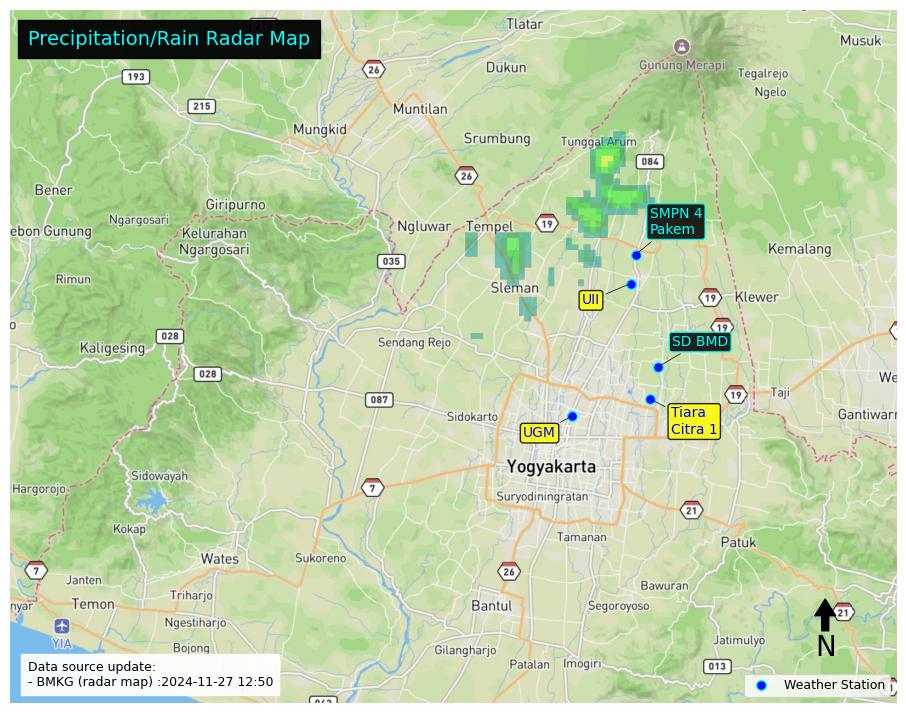 Precipitation/Rain Radar Map
Tlatar
Musuk
26
Dukun
Gunung Merapi
Tegalrejo
193
Ngelo
215
Muntilan
Mungkid
Srumbung
Tunggal Arum
084
26
Bener
Giripurno
Ngargosari
SMPN 4
Pakem
19
Ngluwar
Tempel
ebon Gunung
Kelurahan
Ngargosari
Kemalang
035
Rimun
Sleman
UII
19
Klewer
19
028
Kaligesing
Sendang Rejo
SD BMD
028
087
19
Taji
We
Sidokarto
Tiara
Citra 1
Gantiwarn
UGM
Yogyakarta
Sidowayah
Hargorojo
7
Suryodiningratan
21
Kokap
Tamanan
Patuk
Wates
Sukoreno
7
26
Janten
Bawuran
nyar
Temon
Triharjo
Bantul
Segoroyoso
21
Ngestiharjo
YIA
Jatimulyo
N
Bojong
Gilangharjo
Patalan
Imogiri
013
Data source update:
- BMKG (radar map) :2024-11-27 12:50
Weather Station